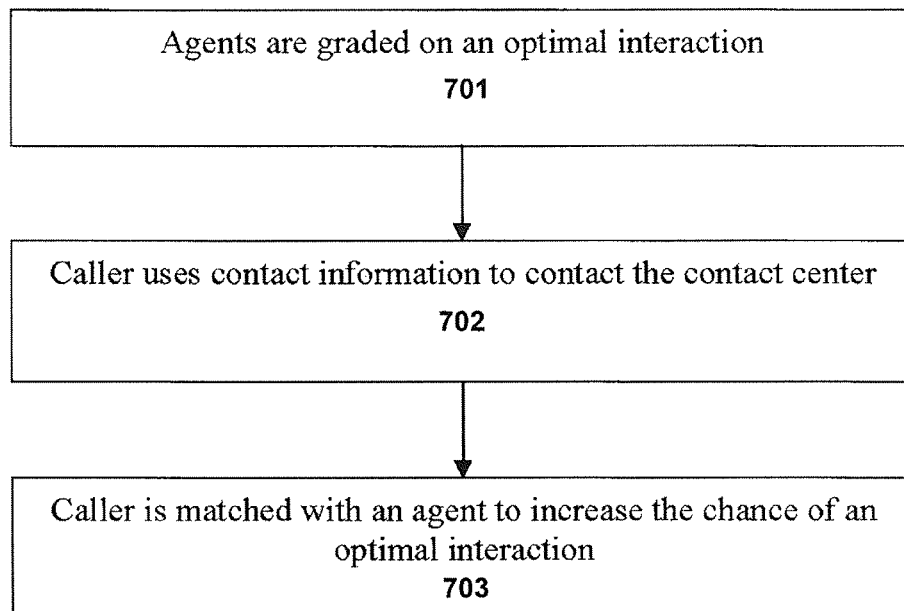 Agents are graded on an optimal interaction
701
Caller uses contact information to contact the contact center
702
Caller is matched with an agent to increase the chance of an
optimal interaction
703